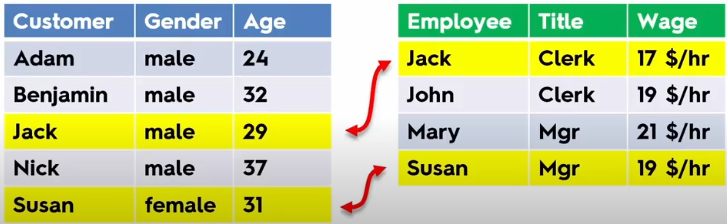 Customer Gender Age
Adam male 24
Benjamin male 32
Jack male 29
Nick male 37
Susan female 31
Employee Title Wage
Jack Clerk 17 $/hr
John Clerk 19 $/hr
Mary Mgr 21 $/hr
Susan Mgr 19 $/hr